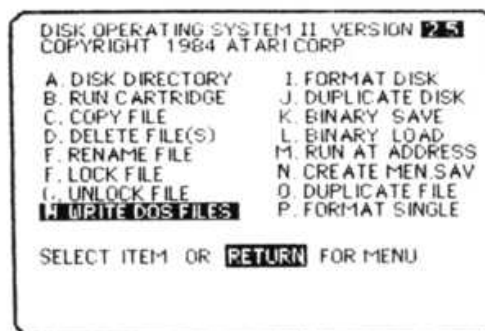 DISK OPERATING SYSTEM II VERSION 2.5
COPYRIGHT 1984 ATARI CORP
A. DISK DIRECTORY
B. RUN CARTRIDGE
C. COPY FILE
D. DELETE FILE(S)
F. RENAME FILE
F. LOCK FILE
G. UNLOCK FILE
H. WRITE DOS FILES
I. FORMAT DISK
J. DUPLICATE DISK
K. BINARY SAVE
L. BINARY LOAD
M. RUN AT ADDRESS
N. CREATE MEN.SAV
O. DUPLICATE FILE
P. FORMAT SINGLE
SELECT ITEM OR RETURN FOR MENU